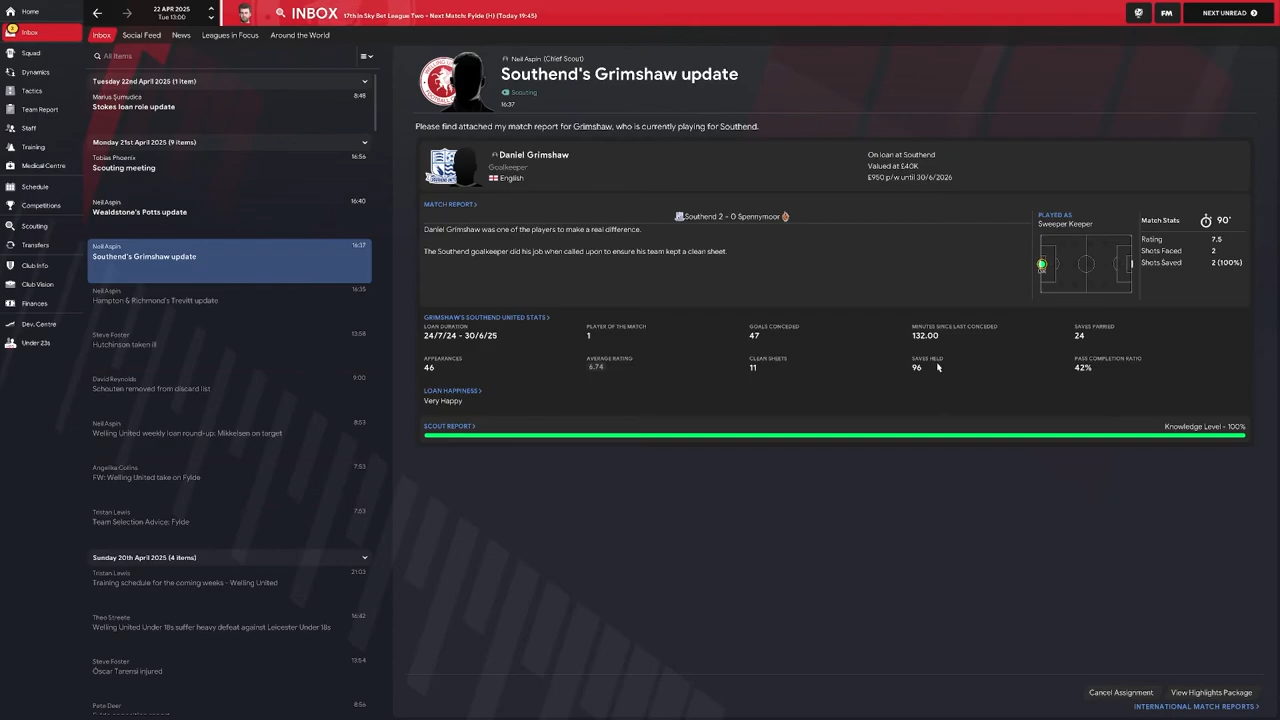 Home
22 APR 2025
Tue 13:00
INBOX
17th in Sky Bet League Two - Next Match: Fylde (H) (Today 19:45)
FM
NEXT UNREAD
Inbox
Squad
Dynamics
Tactics
Team Report
Staff
Training
Medical Centre
Schedule
Competitions
Scouting
Transfers
Club Info
Club Vision
Finances
Dev. Centre
Under 23s
Inbox
Social Feed
News
Leagues in Focus
Around the World
All Items
Tuesday 22nd April 2025 (1 Item)
Marius Șumudica
8:48
Stokes loan role update
Monday 21st April 2025 (9 items)
Tobias Phoenix
16:56
Scouting meeting
Neil Aspin
16:40
Wealdstone's Potts update
Neil Aspin
16:37
Southend's Grimshaw update
Neil Aspin
16:35
Hampton & Richmond's Trevitt update
Steve Foster
13:58
Hutchinson taken ill
David Reynolds
9:00
Schouten removed from discard list
Neil Aspin
8:53
Welling United weekly loan round-up: Mikkelsen on target
Angelika Collins
7:53
FW: Welling United take on Fylde
Tristan Lewis
7:53
Team Selection Advice: Fylde
Sunday 20th April 2025 (4 items)
Tristan Lewis
21:03
Training schedule for the coming weeks - Welling United
Theo Streete
16:42
Welling United Under 18s suffer heavy defeat against Leicester Under 18s
Steve Foster
13:54
Óscar Tarensi injured
Pete Deer
8:56
Fylde opposition report
Neil Aspin (Chief Scout)
Southend's Grimshaw update
Scouting
16:37
Please find attached my match report for Grimshaw, who is currently playing for Southend.
Daniel Grimshaw
Goalkeeper
English
On loan at Southend
Valued at £40K
£950 p/w until 30/6/2026
MATCH REPORT >
Southend 2 - 0 Spennymoor
Daniel Grimshaw was one of the players to make a real difference.
The Southend goalkeeper did his job when called upon to ensure his team kept a clean sheet.
PLAYED AS
Sweeper Keeper
Match Stats
90'
Rating
7.5
Shots Faced
2
Shots Saved
2 (100%)
GRIMSHAW'S SOUTHEND UNITED STATS >
LOAN DURATION
24/7/24 - 30/6/25
PLAYER OF THE MATCH
1
GOALS CONCEDED
47
MINUTES SINCE LAST CONCEDED
132.00
SAVES PARRIED
24
APPEARANCES
46
AVERAGE RATING
6.74
CLEAN SHEETS
11
SAVES HELD
96
PASS COMPLETION RATIO
42%
LOAN HAPPINESS >
Very Happy
SCOUT REPORT >
Knowledge Level - 100%
Cancel Assignment
View Highlights Package
INTERNATIONAL MATCH REPORTS >